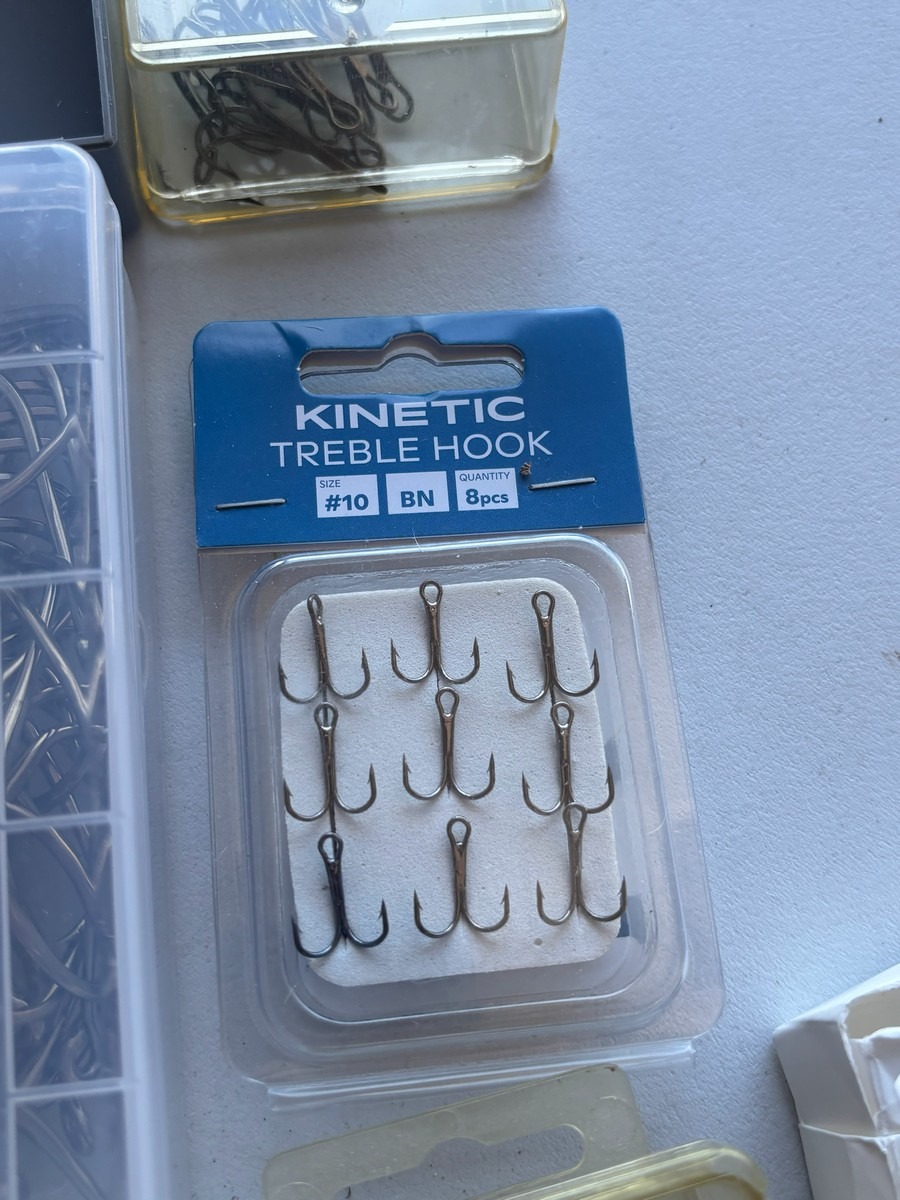 KINETIC
TREBLE HOOK
SIZE
#10
BN
QUANTITY
8pcs